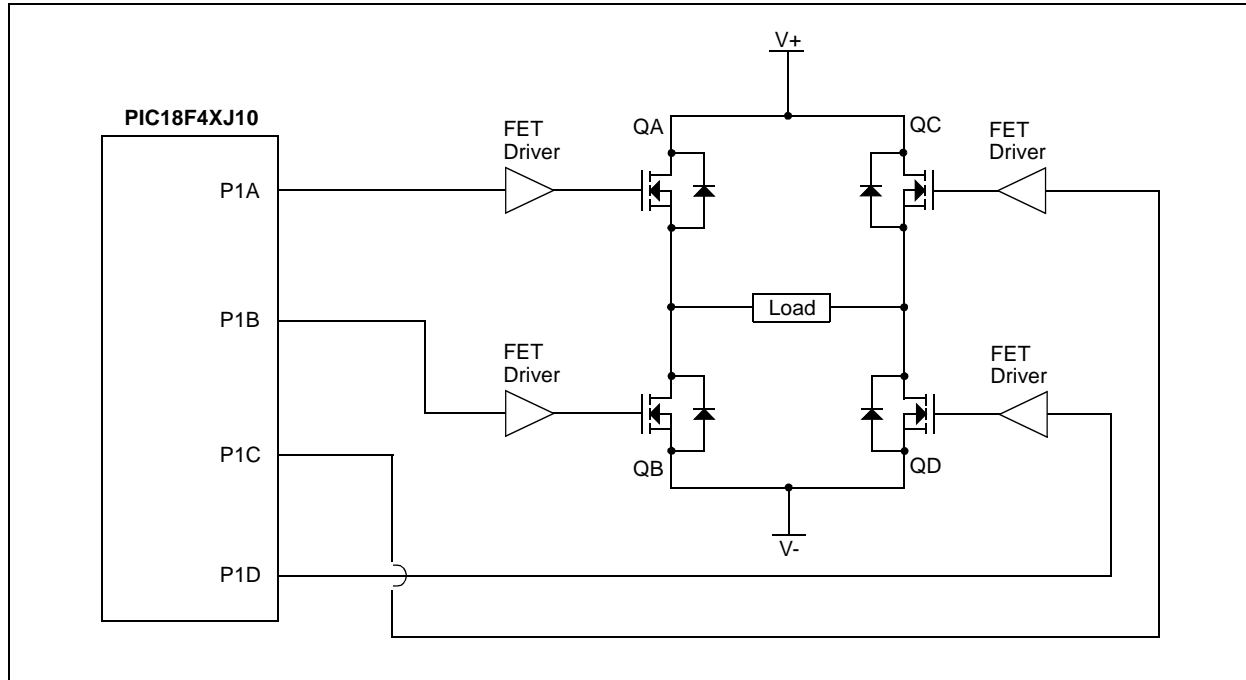 V+
PIC18F4XJ10
FET
Driver
QA
QC
FET
Driver
P1A
P1B
Load
FET
Driver
FET
Driver
P1C
QB
QD
V-
P1D